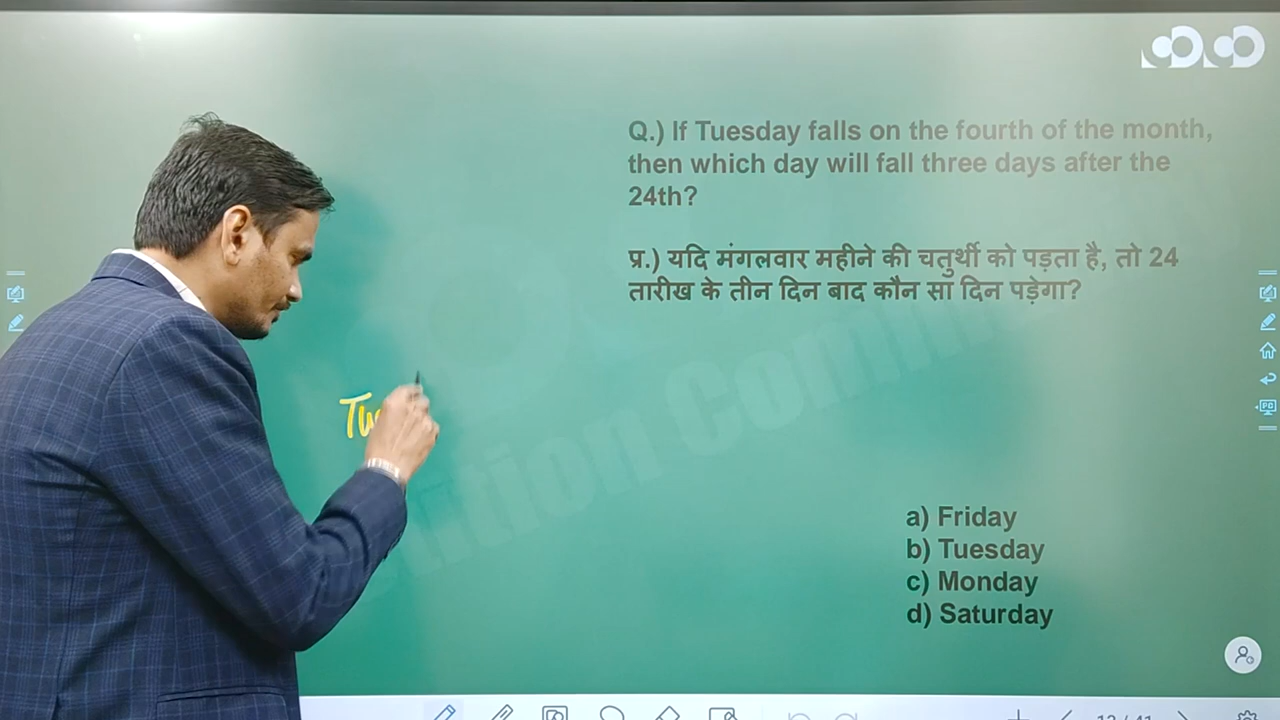 Q.) If Tuesday falls on the fourth of the month,
then which day will fall three days after the
24th?
प्र.) यदि मंगलवार महीने की चतुर्थी को पड़ता है, तो 24
तारीख के तीन दिन बाद कौन सा दिन पड़ेगा?
Tu
a) Friday
b) Tuesday
c) Monday
d) Saturday